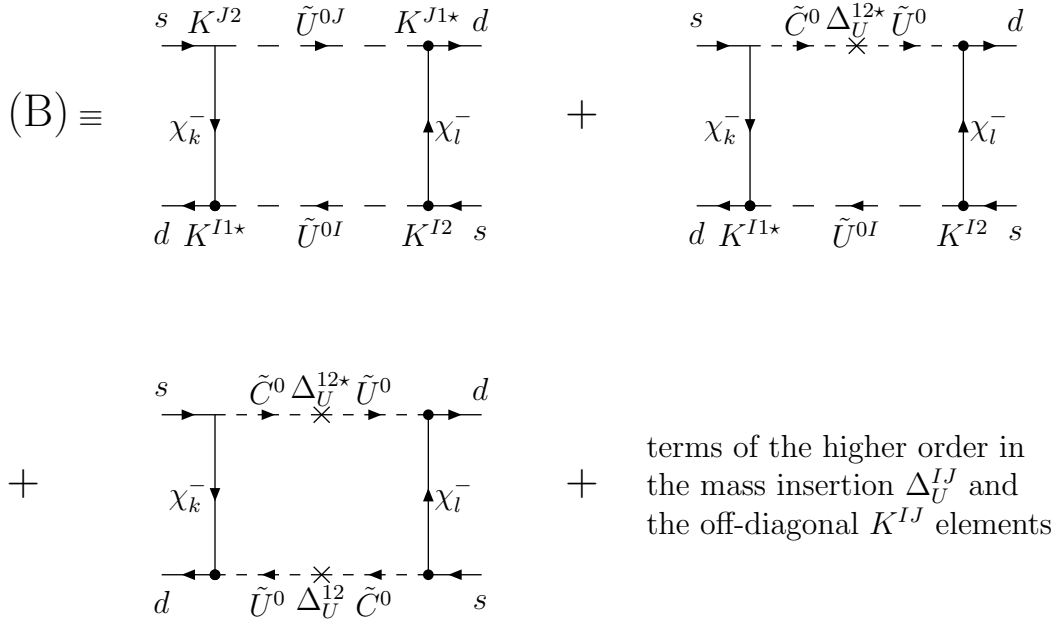 s K^{J2} Ũ^{0J} K^{J1⋆} d
s C̃^0 Δ_U^{12⋆} Ũ^0 d
(B) ≡ χ_k^- χ_l^- + χ_k^- χ_l^-
d K^{I1⋆} Ũ^{0I} K^{I2} s
d K^{I1⋆} Ũ^{0I} K^{I2} s
s C̃^0 Δ_U^{12⋆} Ũ^0 d
+ χ_k^- χ_l^- +
terms of the higher order in
the mass insertion Δ_U^{IJ} and
the off-diagonal K^{IJ} elements
d Ũ^0 Δ_U^{12} C̃^0 s